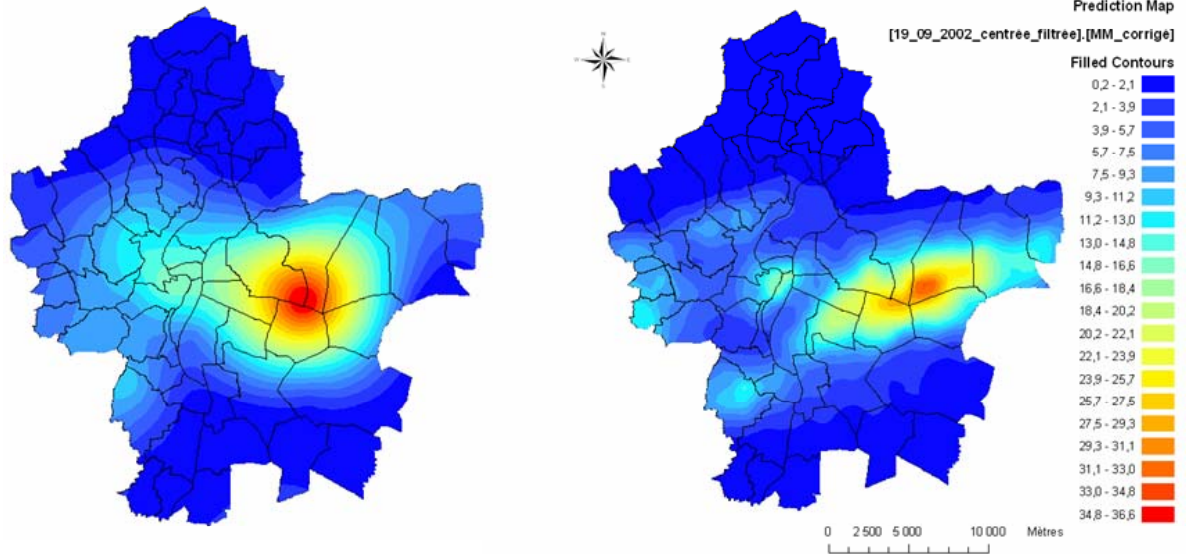 Prediction Map
[19_09_2002_centrée_filtrée].[MM_corrigé]
Filled Contours
0,2 - 2,1
2,1 - 3,9
3,9 - 5,7
5,7 - 7,5
7,5 - 9,3
9,3 - 11,2
11,2 - 13,0
13,0 - 14,8
14,8 - 16,6
16,6 - 18,4
18,4 - 20,2
20,2 - 22,1
22,1 - 23,9
23,9 - 25,7
25,7 - 27,5
27,5 - 29,3
29,3 - 31,1
31,1 - 33,0
33,0 - 34,8
34,8 - 36,6
0 2 500 5 000 10 000 Mètres